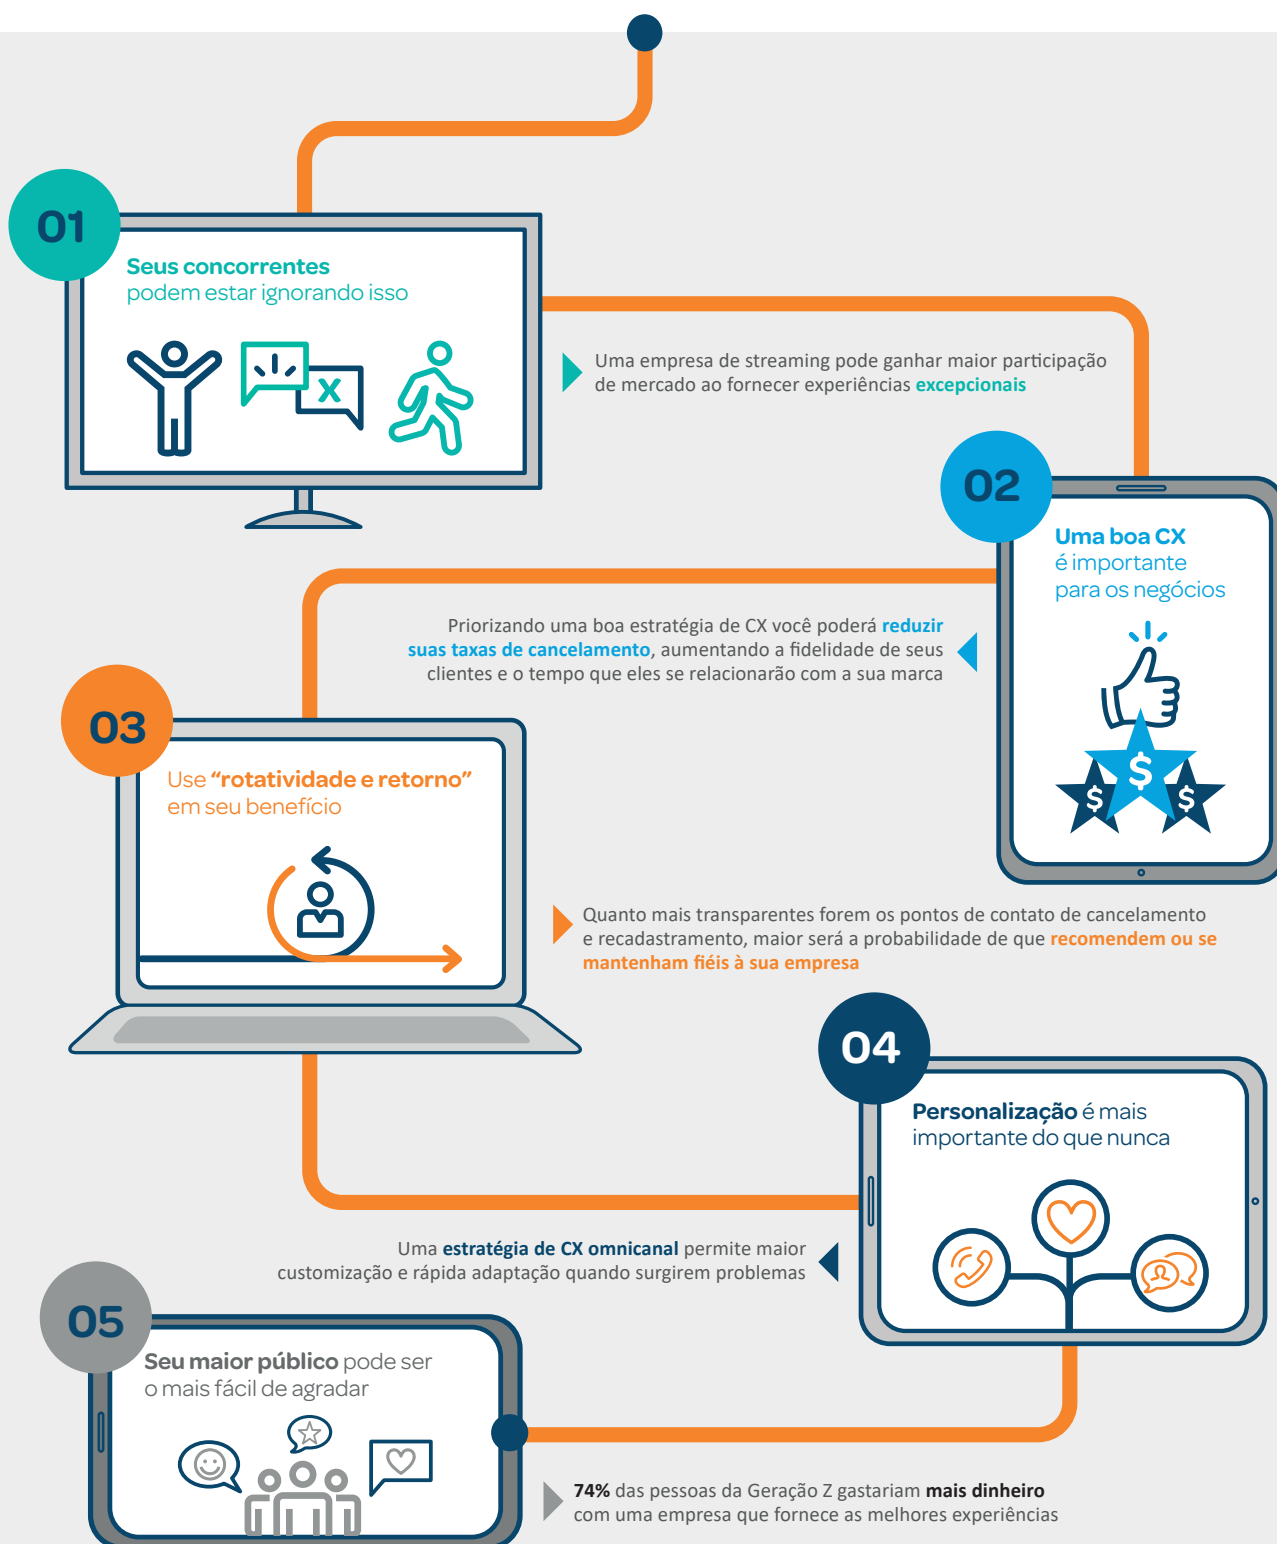 01
Seus concorrentes
podem estar ignorando isso
X
Uma empresa de streaming pode ganhar maior participação
de mercado ao fornecer experiências excepcionais
02
Uma boa CX
é importante
para os negócios
$
$
$
Priorizando uma boa estratégia de CX você poderá reduzir
suas taxas de cancelamento, aumentando a fidelidade de seus
clientes e o tempo que eles se relacionarão com a sua marca
03
Use “rotatividade e retorno”
em seu benefício
Quanto mais transparentes forem os pontos de contato de cancelamento
e recadastramento, maior será a probabilidade de que recomendem ou se
mantenham fiéis à sua empresa
04
Personalização é mais
importante do que nunca
Uma estratégia de CX omnicanal permite maior
customização e rápida adaptação quando surgirem problemas
05
Seu maior público pode ser
o mais fácil de agradar
74% das pessoas da Geração Z gastariam mais dinheiro
com uma empresa que fornece as melhores experiências